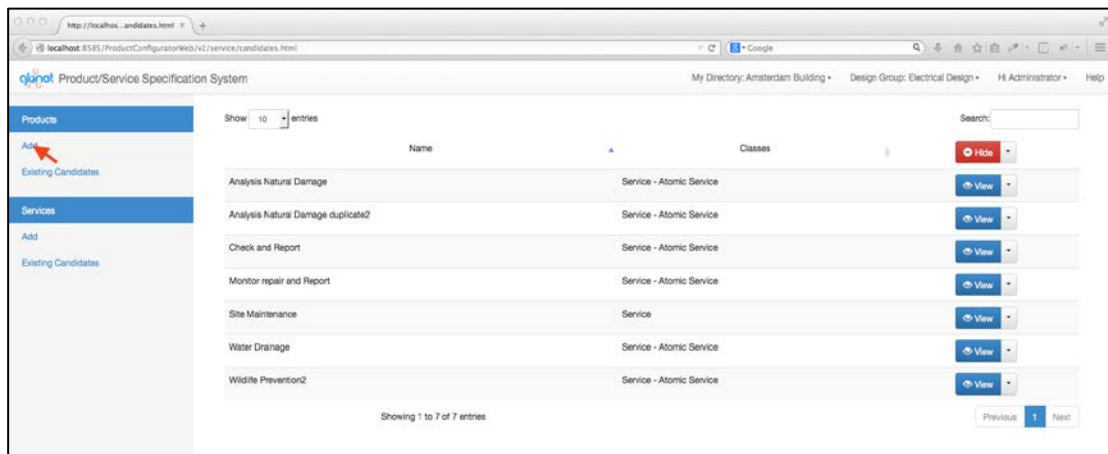 http://localhos...andidates.html
localhost:8585/ProductConfiguratorWeb/v2/service/candidates.html
Google
Product/Service Specification System
My Directory: Amsterdam Building
Design Group: Electrical Design
Hi Administrator
Help
Products
Add
Existing Candidates
Services
Add
Existing Candidates
Show 10 entries
Search:
Name Classes Hide
Analysis Natural Damage Service - Atomic Service View
Analysis Natural Damage duplicate2 Service - Atomic Service View
Check and Report Service - Atomic Service View
Monitor repair and Report Service - Atomic Service View
Site Maintenance Service View
Water Drainage Service - Atomic Service View
Wildlife Prevention2 Service - Atomic Service View
Showing 1 to 7 of 7 entries
Previous 1 Next